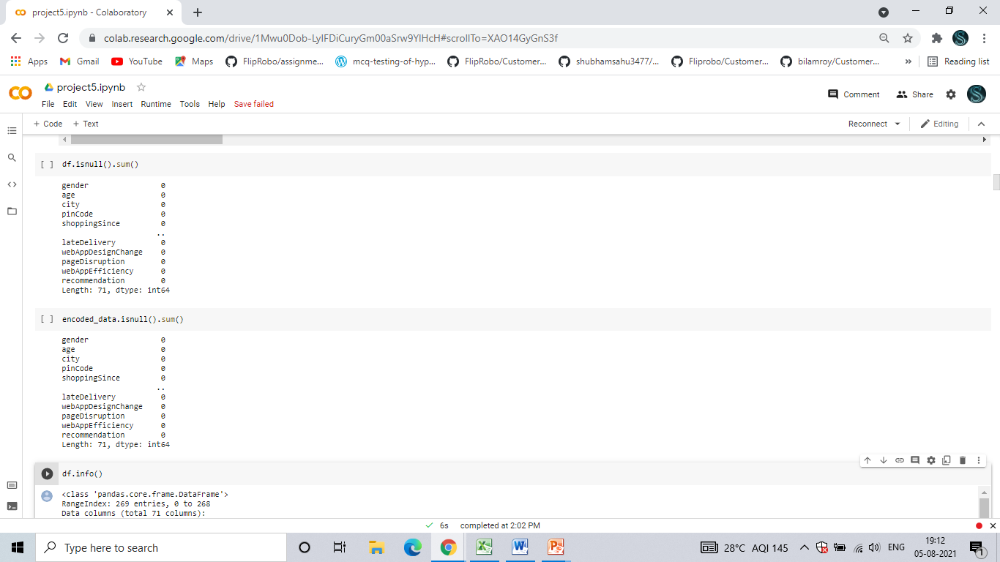 project5.ipynb - Colaboratory
colab.research.google.com/drive/1Mwu0Dob-LyIFDiCuryGm00aSrw9YlHcH#scrollTo=XAO14GyGnS3f
Apps Gmail YouTube Maps FlipRobo/assignme... mcq-testing-of-hyp... FlipRobo/Customer... shubhamsahu3477/... Fliprobo/Customer... bilamroy/Customer... » Reading list
project5.ipynb
Comment Share
File Edit View Insert Runtime Tools Help Save failed
+ Code + Text Reconnect Editing
[ ] df.isnull().sum()
gender 0
age 0
city 0
pinCode 0
shoppingSince 0
..
lateDelivery 0
webAppDesignChange 0
pageDisruption 0
webAppEfficiency 0
recommendation 0
Length: 71, dtype: int64
[ ] encoded_data.isnull().sum()
gender 0
age 0
city 0
pinCode 0
shoppingSince 0
..
lateDelivery 0
webAppDesignChange 0
pageDisruption 0
webAppEfficiency 0
recommendation 0
Length: 71, dtype: int64
df.info()
<class 'pandas.core.frame.DataFrame'>
RangeIndex: 269 entries, 0 to 268
Data columns (total 71 columns):
6s completed at 2:02 PM
Type here to search
28°C AQI 145 ENG
19:12
05-08-2021
1